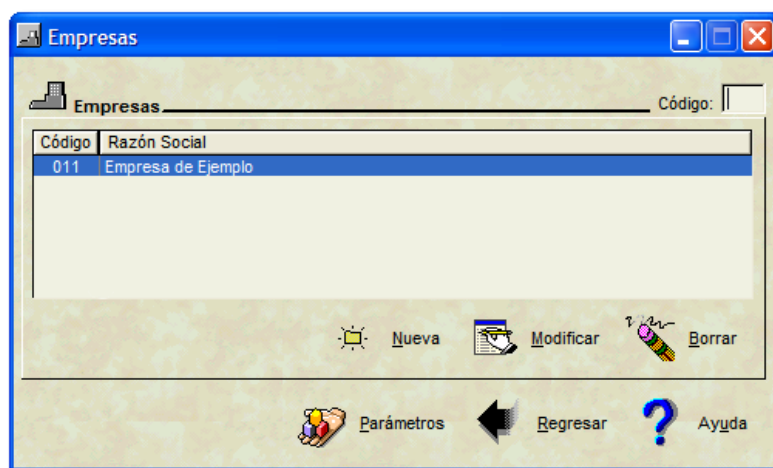 Empresas
Empresas Código:
Código Razón Social
011 Empresa de Ejemplo
Nueva Modificar Borrar
Parámetros Regresar Ayuda